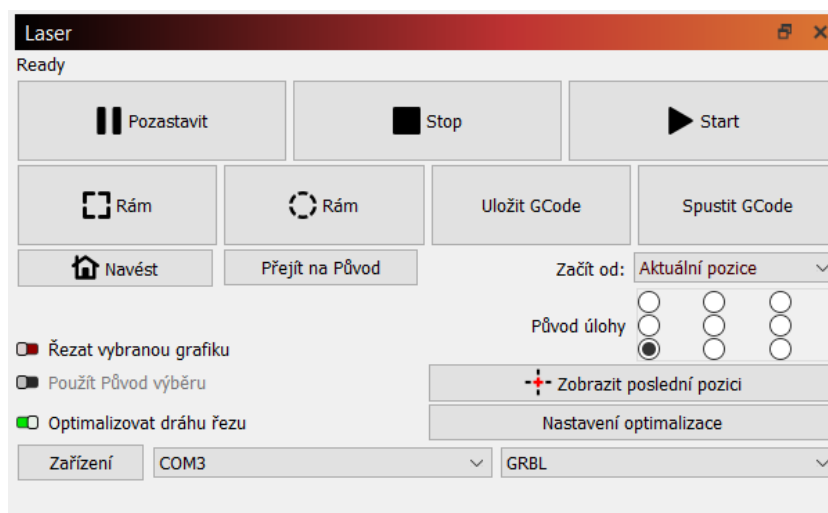 Laser
Ready
Pozastavit Stop Start
Rám Rám Uložit GCode Spustit GCode
Navést Přejít na Původ Začít od: Aktuální pozice
Původ úlohy
Řezat vybranou grafiku
Použít Původ výběru Zobrazit poslední pozici
Optimalizovat dráhu řezu Nastavení optimalizace
Zařízení COM3 GRBL